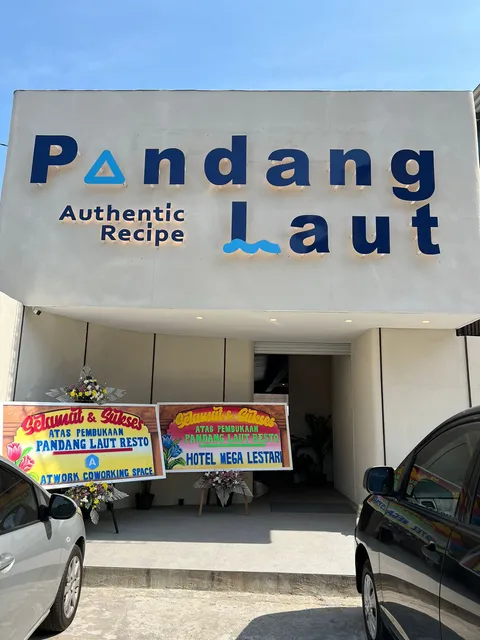 Pandang
Authentic
Recipe
Laut
Selamat & Sukses
ATAS PEMBUKAAN
PANDANG LAUT RESTO
A
ATWORK COWORKING SPACE
Selamat & Sukses
ATAS PEMBUKAAN
PANDANG LAUT RESTO
HOTEL MEGA LESTARI